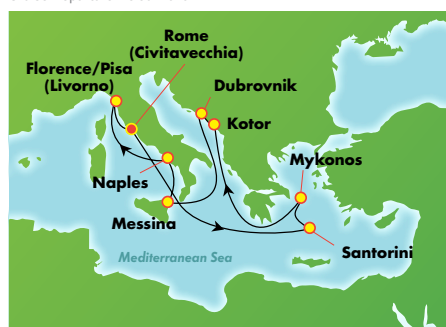 Rome
(Civitavecchia)
Florence/Pisa
(Livorno)
Dubrovnik
Kotor
Mykonos
Naples
Messina
Santorini
Mediterranean Sea